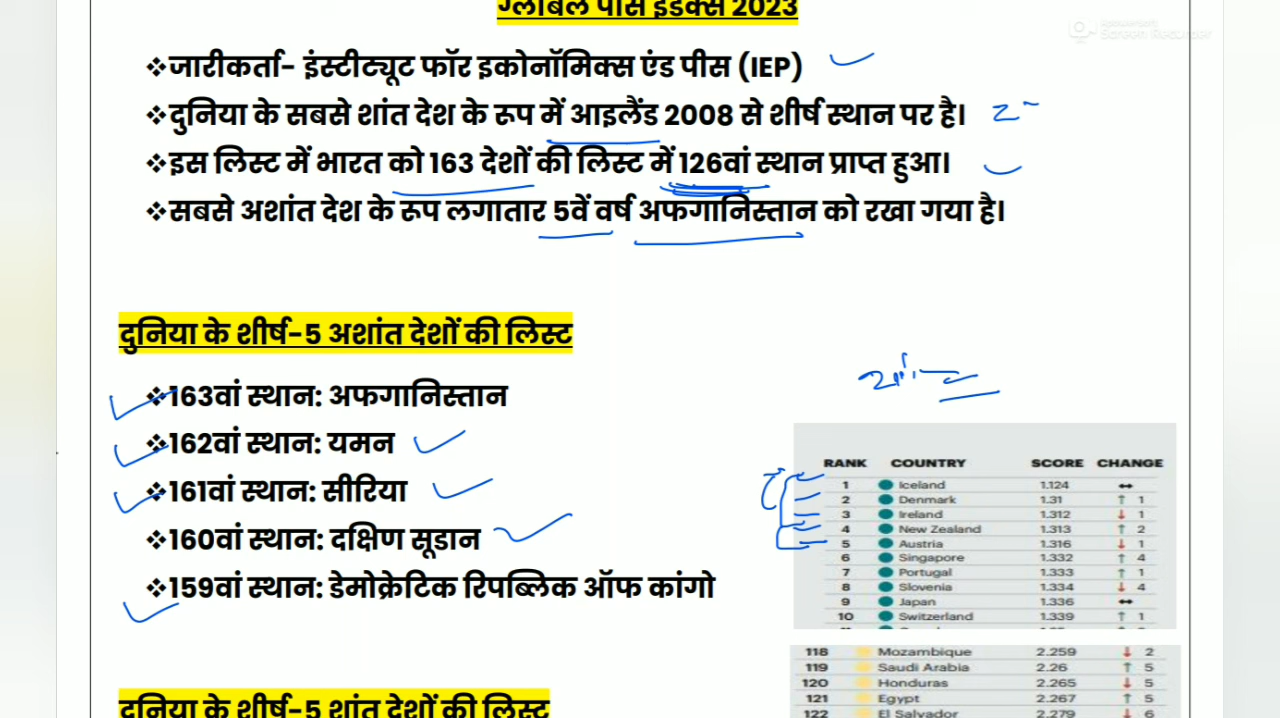 ग्लोबल पीस इंडेक्स 2023
❖जारीकर्ता- इंस्टीट्यूट फॉर इकोनॉमिक्स एंड पीस (IEP)
❖दुनिया के सबसे शांत देश के रूप में आइलैंड 2008 से शीर्ष स्थान पर है।
❖इस लिस्ट में भारत को 163 देशों की लिस्ट में 126वां स्थान प्राप्त हुआ।
❖सबसे अशांत देश के रूप लगातार 5वें वर्ष अफगानिस्तान को रखा गया है।
दुनिया के शीर्ष-5 अशांत देशों की लिस्ट
❖163वां स्थान: अफगानिस्तान
❖162वां स्थान: यमन
❖161वां स्थान: सीरिया
❖160वां स्थान: दक्षिण सूडान
❖159वां स्थान: डेमोक्रेटिक रिपब्लिक ऑफ कांगो
दुनिया के शीर्ष-5 शांत देशों की लिस्ट
Screen Recorder
RANK COUNTRY SCORE CHANGE
1 Iceland 1.124 ↔
2 Denmark 1.31 ↑ 1
3 Ireland 1.312 ↓ 1
4 New Zealand 1.313 ↑ 2
5 Austria 1.316 ↓ 1
6 Singapore 1.332 ↑ 4
7 Portugal 1.333 ↑ 1
8 Slovenia 1.334 ↓ 4
9 Japan 1.336 ↔
10 Switzerland 1.339 ↑ 1
118 Mozambique 2.259 ↓ 2
119 Saudi Arabia 2.26 ↑ 5
120 Honduras 2.265 ↓ 5
121 Egypt 2.267 ↑ 5
122 El Salvador 2.279 ↓ 6